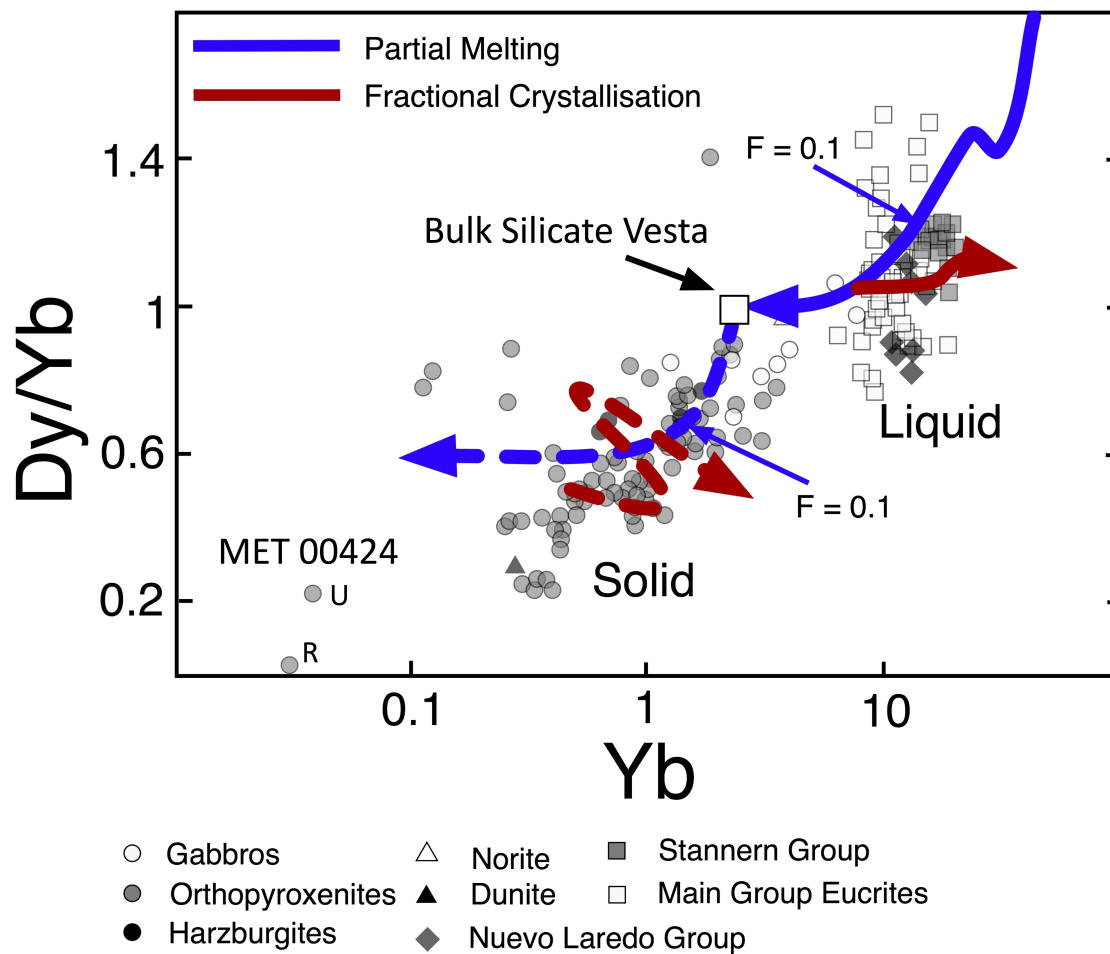 Partial Melting
Fractional Crystallisation
F = 0.1
1.4
Bulk Silicate Vesta
1
Dy/Yb
Liquid
0.6
F = 0.1
MET 00424
Solid
U
0.2
R
0.1 1 10
Yb
Gabbros Norite Stannern Group
Orthopyroxenites Dunite Main Group Eucrites
Harzburgites Nuevo Laredo Group